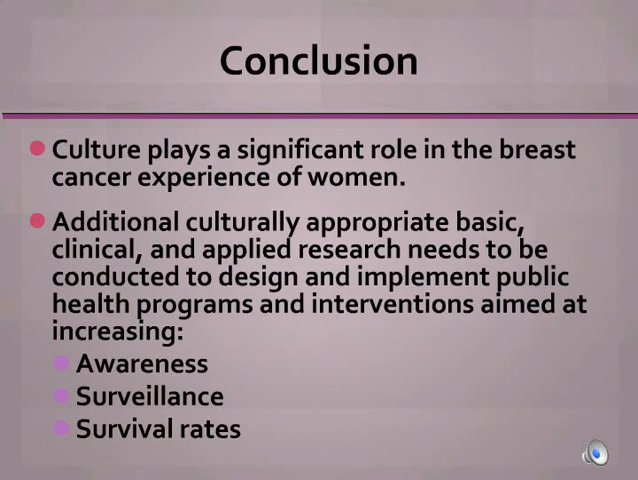 Conclusion
Culture plays a significant role in the breast
cancer experience of women.
Additional culturally appropriate basic,
clinical, and applied research needs to be
conducted to design and implement public
health programs and interventions aimed at
increasing:
Awareness
Surveillance
Survival rates